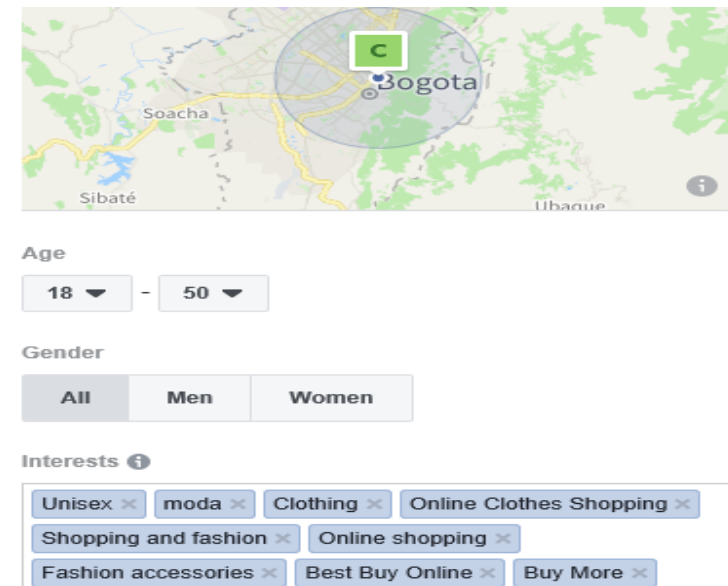 C
Bogota
Soacha
Sibaté
Ubaque
Age
18 - 50
Gender
All Men Women
Interests
Unisex × moda × Clothing × Online Clothes Shopping ×
Shopping and fashion × Online shopping ×
Fashion accessories × Best Buy Online × Buy More ×